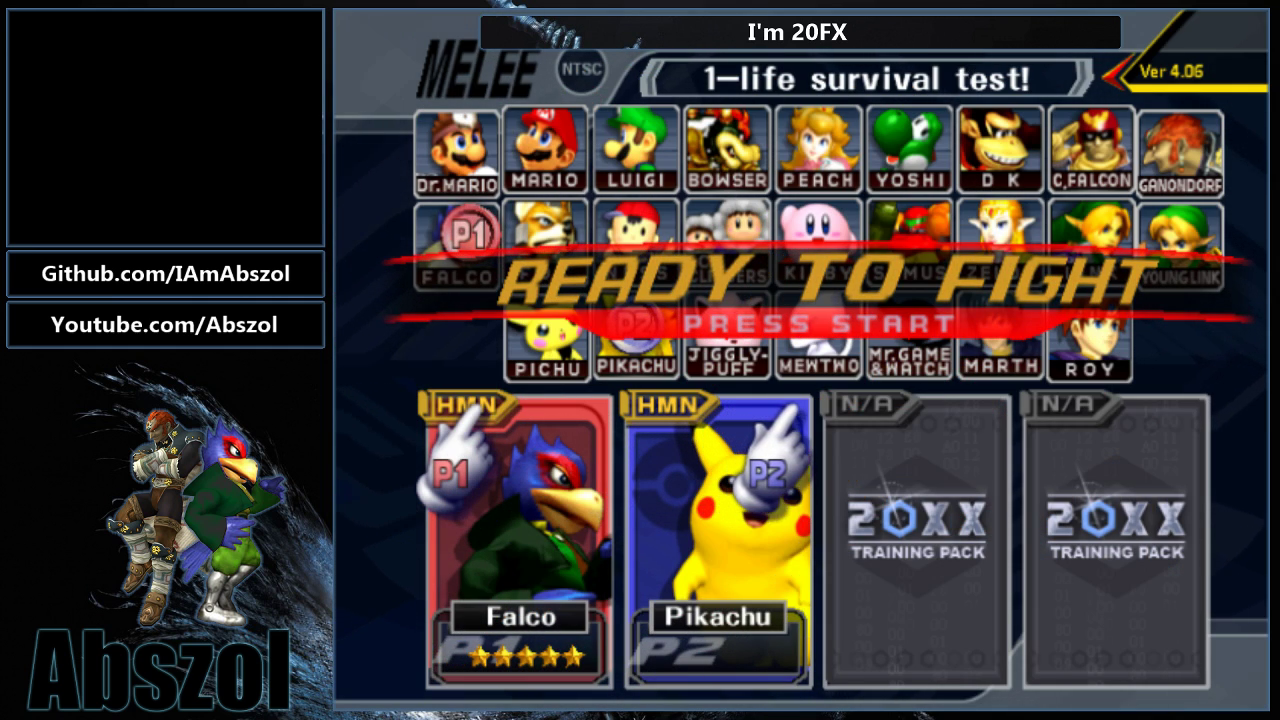 I'm 20FX
MELEE
NTSC
1-life survival test!
Ver 4.06
Dr.MARIO
MARIO
LUIGI
BOWSER
PEACH
YOSHI
D K
C.FALCON
GANONDORF
P1
FALCO
YOUNG LINK
READY TO FIGHT
P2
PRESS START
PICHU
PIKACHU
JIGGLY-
PUFF
MEWTWO
Mr.GAME
&WATCH
MARTH
ROY
Github.com/IAmAbszol
Youtube.com/Abszol
HMN
HMN
N/A
N/A
P1
P2
20XX
TRAINING PACK
20XX
TRAINING PACK
Falco
Pikachu
P1
P2
Abszol